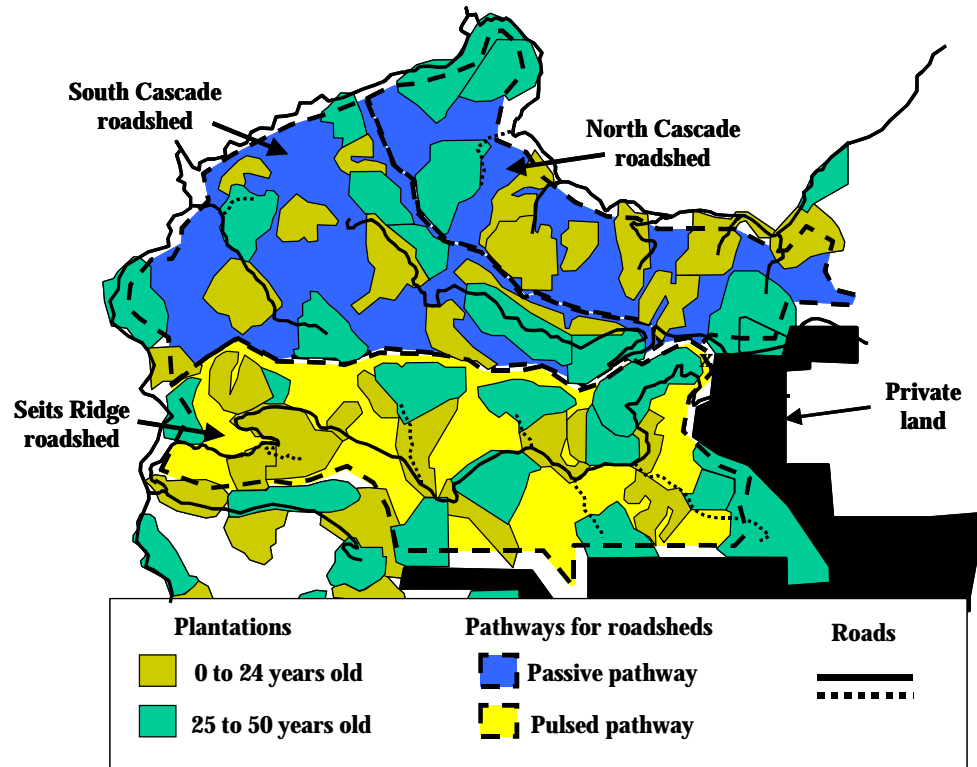 South Cascade
roadshed
North Cascade
roadshed
x
Seits Ridge
roadshed
Private
land
Plantations
0 to 24 years old
25 to 50 years old
Pathways for roadsheds
Passive pathway
Pulsed pathway
Roads